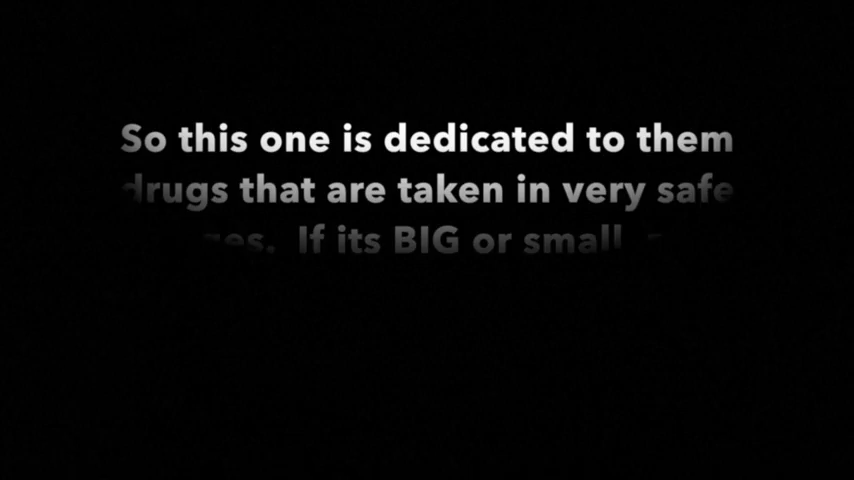 So this one is dedicated to them
drugs that are taken in very safe
If its BIG or small